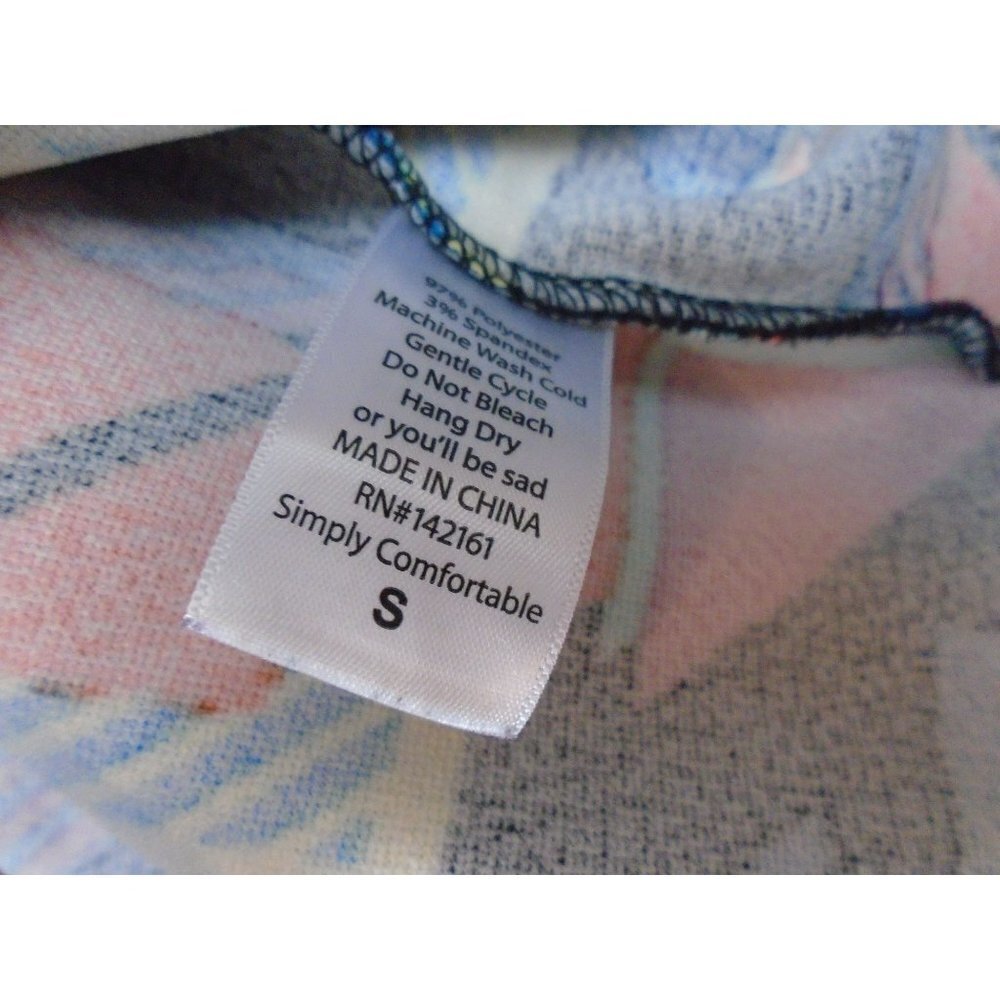 97% Polyester
3% Spandex
Machine Wash Cold
Gentle Cycle
Do Not Bleach
Hang Dry
or you'll be sad
MADE IN CHINA
RN#142161
Simply Comfortable
S